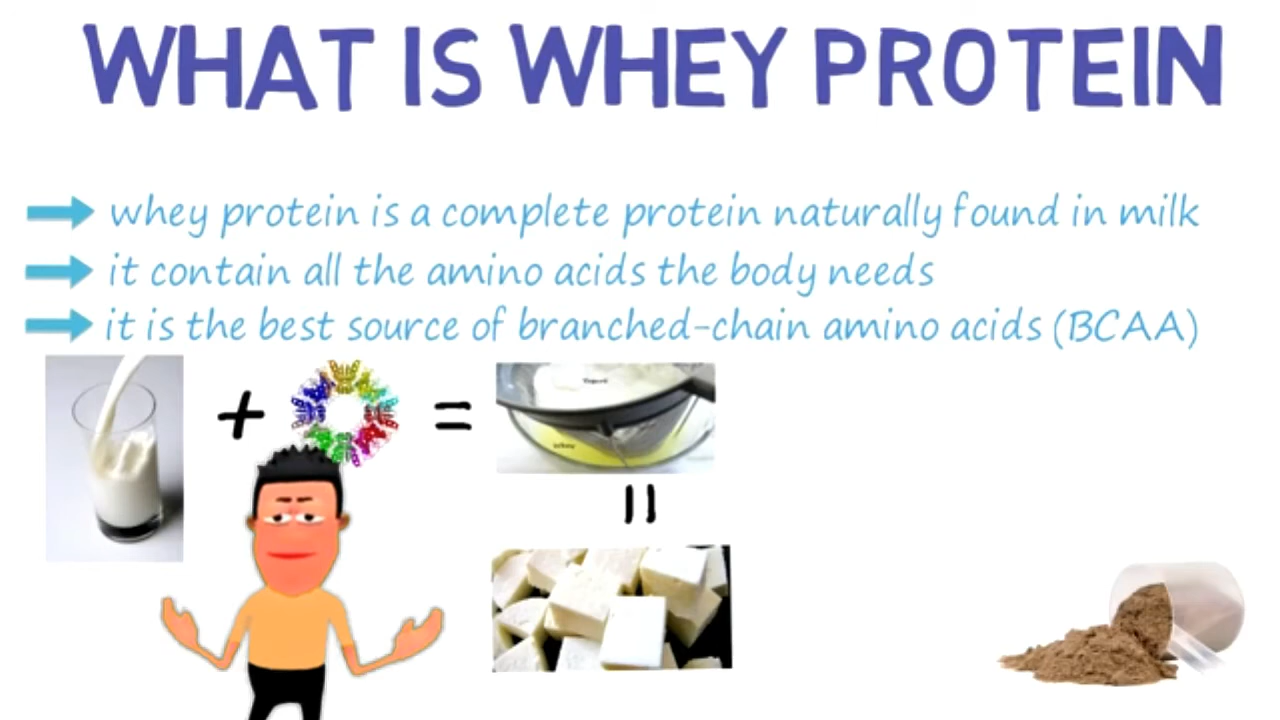 WHAT IS WHEY PROTEIN
whey protein is a complete protein naturally found in milk
it contain all the amino acids the body needs
it is the best source of branched-chain amino acids (BCAA)
+ = 
whey
=